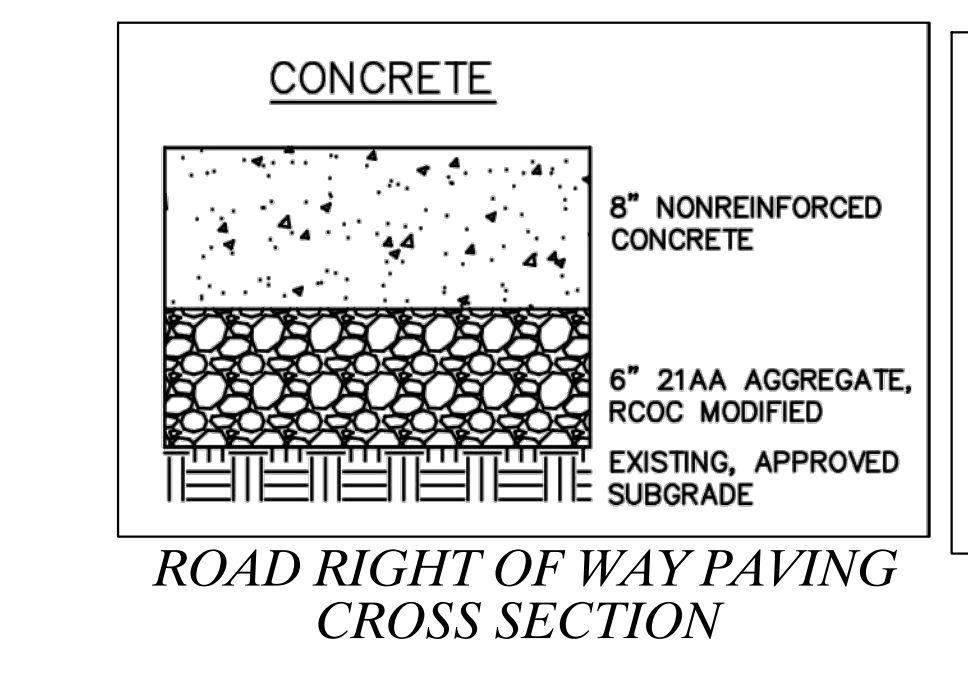 CONCRETE
8” NONREINFORCED
CONCRETE
6” 21AA AGGREGATE,
RCOC MODIFIED
EXISTING, APPROVED
SUBGRADE
ROAD RIGHT OF WAY PAVING
CROSS SECTION